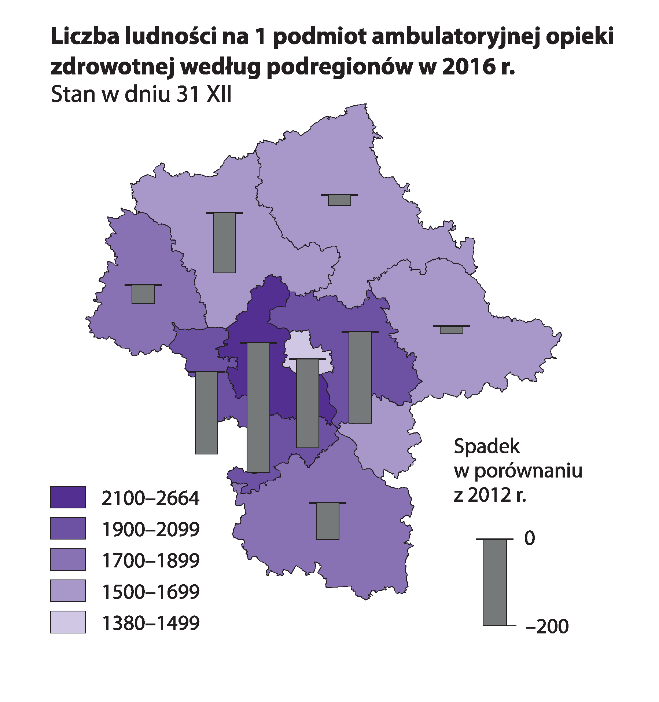 Liczba ludności na 1 podmiot ambulatoryjnej opieki
zdrowotnej według podregionów w 2016 r.
Stan w dniu 31 XII
Spadek
w porównaniu
z 2012 r.
0
–200
2100–2664
1900–2099
1700–1899
1500–1699
1380–1499